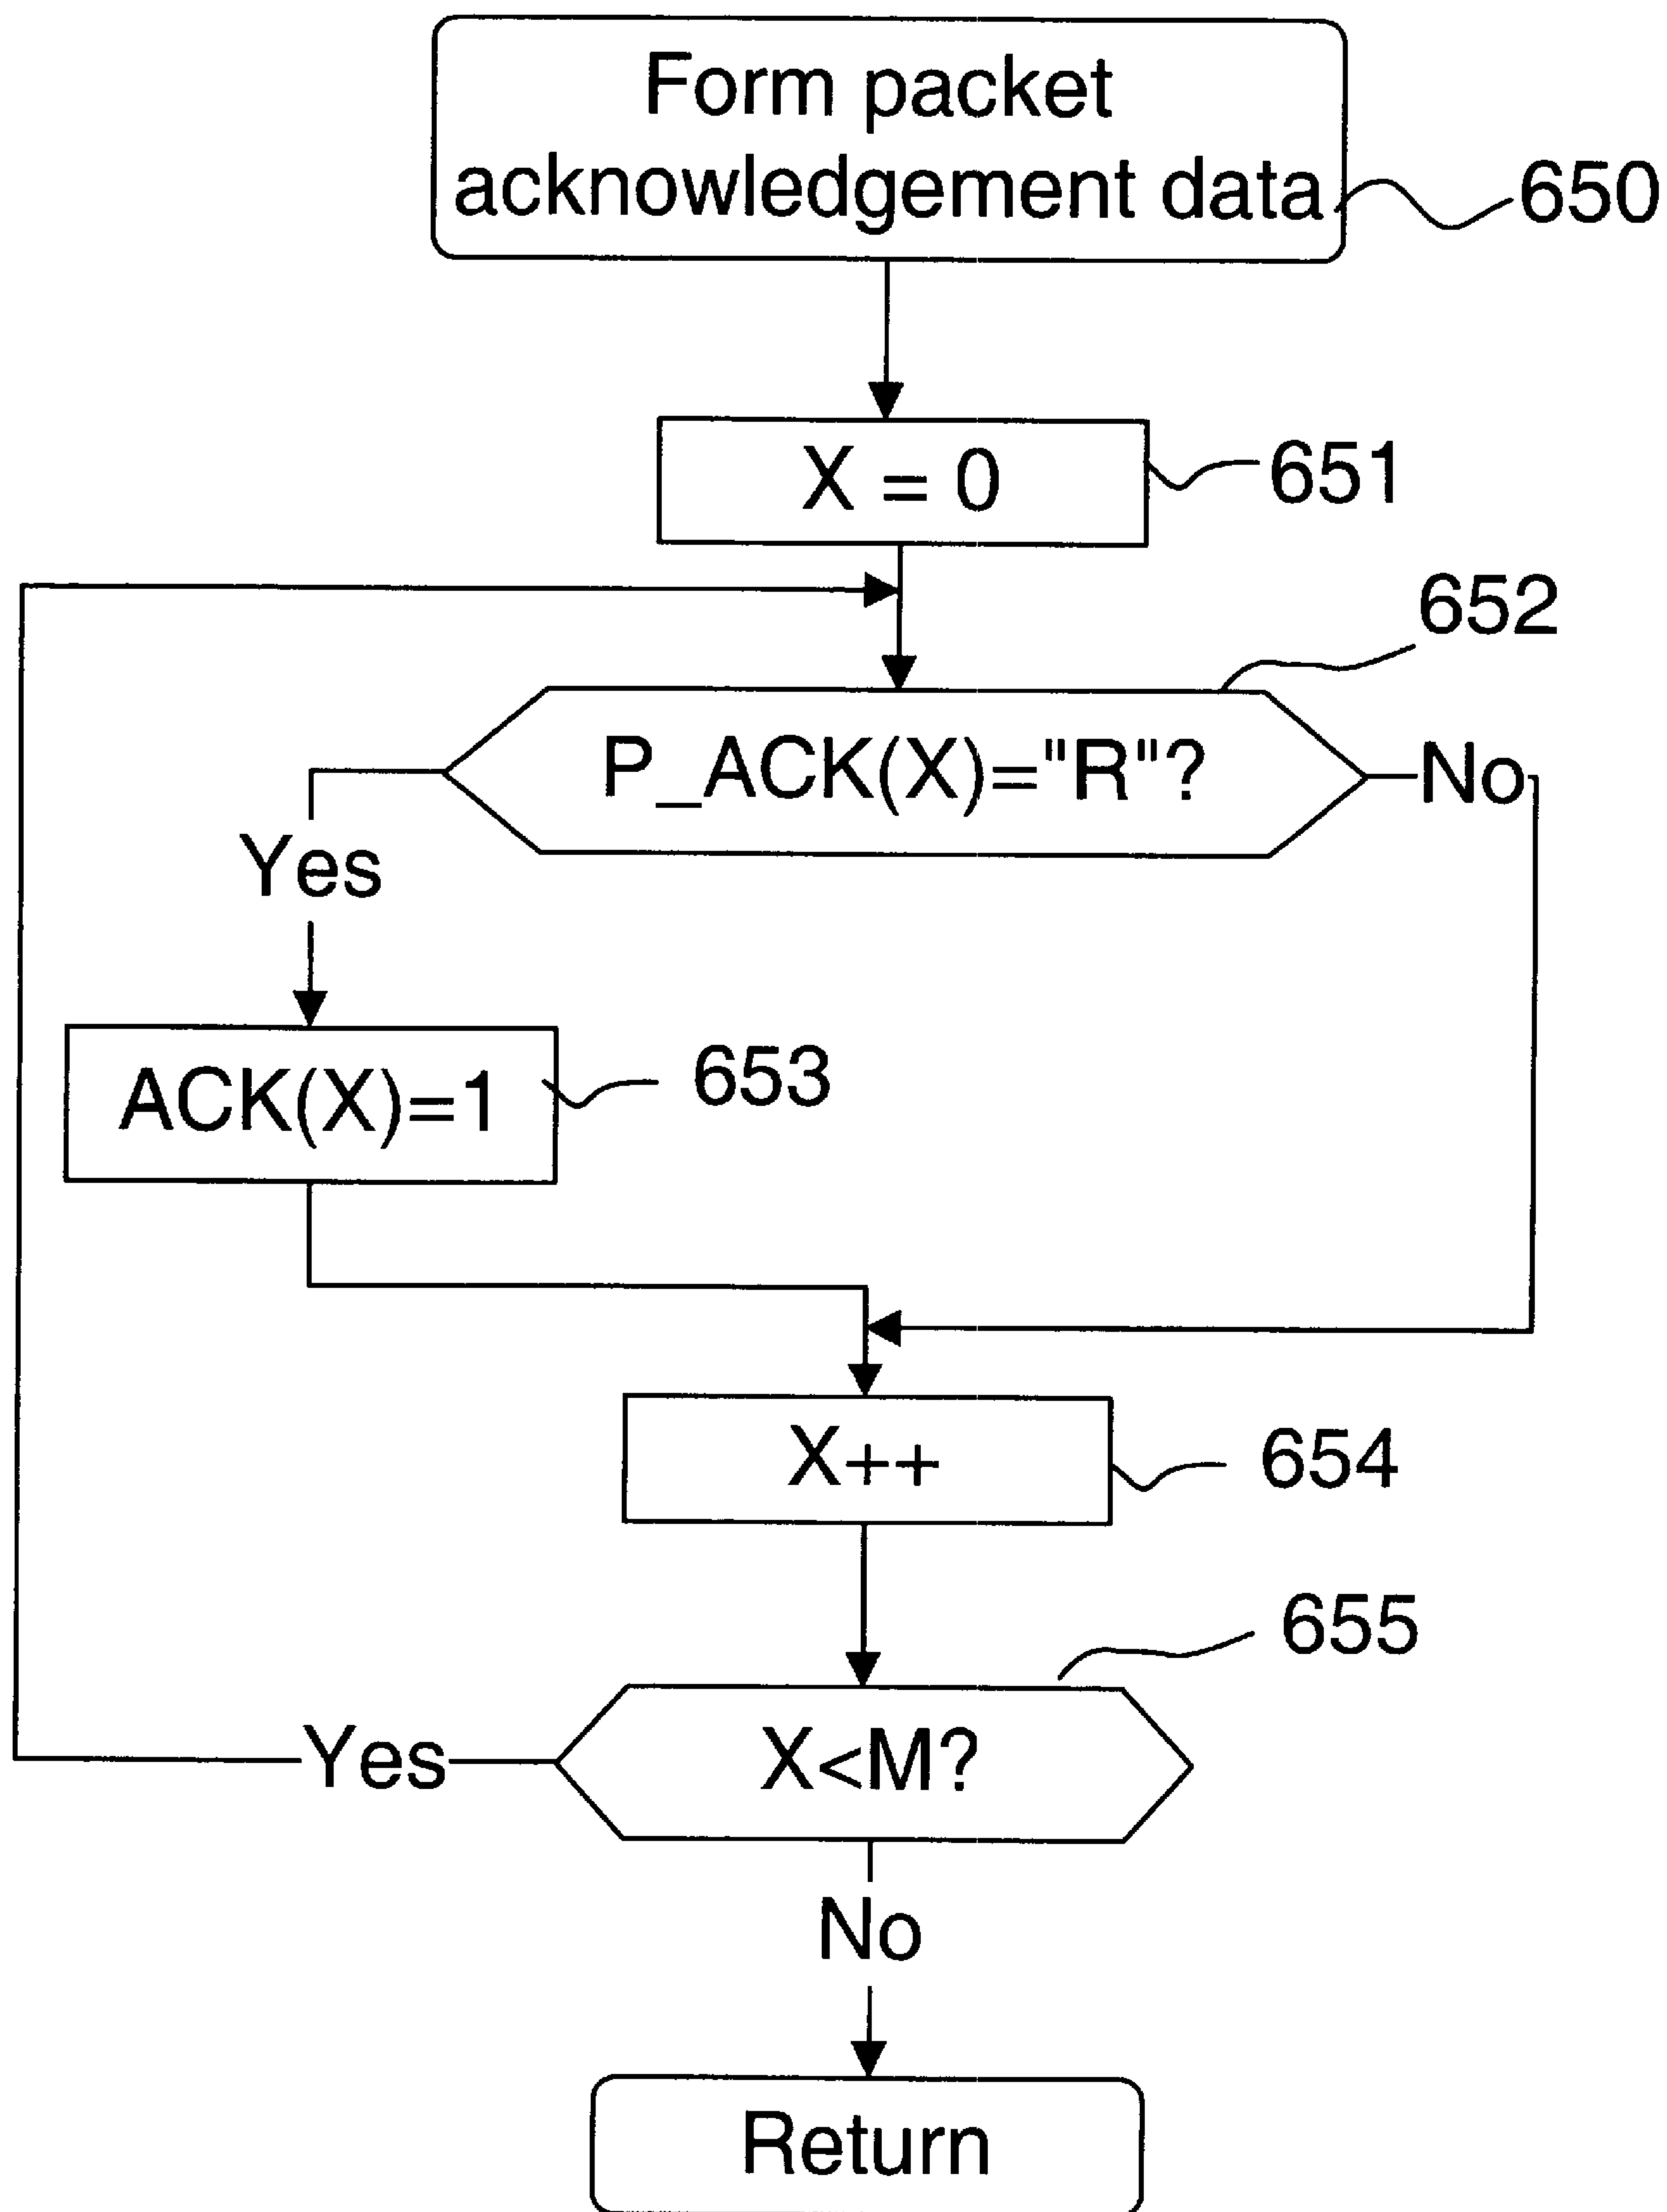 Form packet
acknowledgement data
650
X = 0
651
652
P_ACK(X)="R"?
No
Yes
ACK(X)=1
653
X++
654
655
X<M?
Yes
No
Return